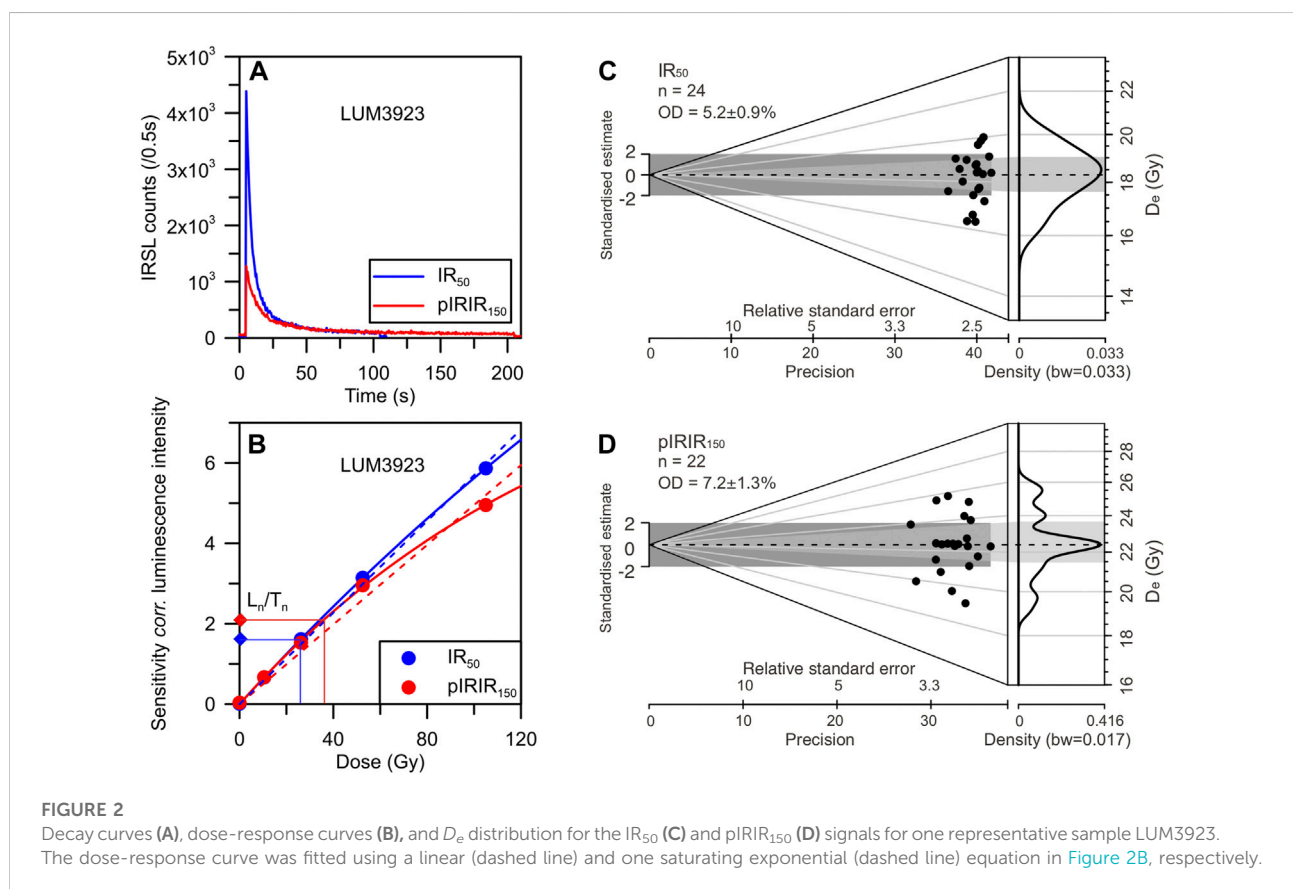 A
LUM3923
IRSL counts (/0.5s)
5x10³
4x10³
3x10³
2x10³
10³
0
IR₅₀
pIRIR₁₅₀
0 50 100 150 200
Time (s)
B
LUM3923
Sensitivity corr. luminescence intensity
6
4
2
0
Lₙ/Tₙ
IR₅₀
pIRIR₁₅₀
0 40 80 120
Dose (Gy)
C
IR₅₀
n = 24
OD = 5.2±0.9%
Standardised estimate
2
0
-2
Relative standard error
10 5 3.3 2.5
0 10 20 30 40
Precision
0 0.033
Density (bw=0.033)
22
20
18
16
14
Dₑ (Gy)
D
pIRIR₁₅₀
n = 22
OD = 7.2±1.3%
Standardised estimate
2
0
-2
Relative standard error
10 5 3.3
0 10 20 30
Precision
0 0.416
Density (bw=0.017)
28
26
24
22
20
18
16
Dₑ (Gy)
FIGURE 2
Decay curves (A), dose-response curves (B), and Dₑ distribution for the IR₅₀ (C) and pIRIR₁₅₀ (D) signals for one representative sample LUM3923.
The dose-response curve was fitted using a linear (dashed line) and one saturating exponential (dashed line) equation in Figure 2B, respectively.